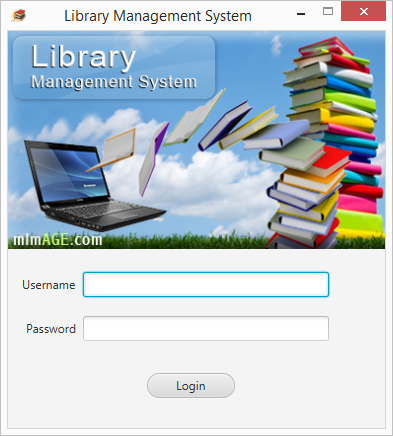 Library Management System
Library
Management System
mimAGE.com
Username
Password
Login